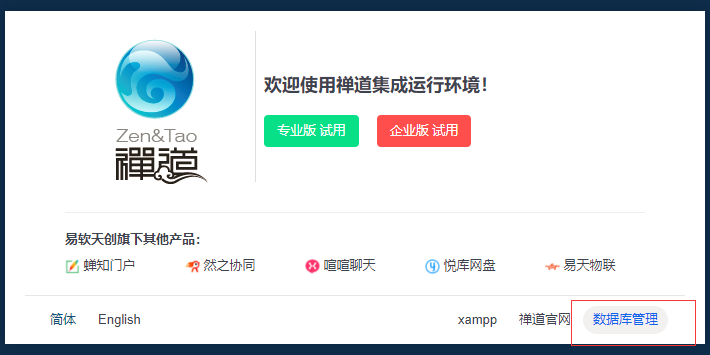 Zen&Tao
禪道
欢迎使用禅道集成运行环境！
专业版 试用 企业版 试用
易软天创旗下其他产品：
蝉知门户 然之协同 喧喧聊天 悦库网盘 易天物联
简体 English xampp 禅道官网 数据库管理